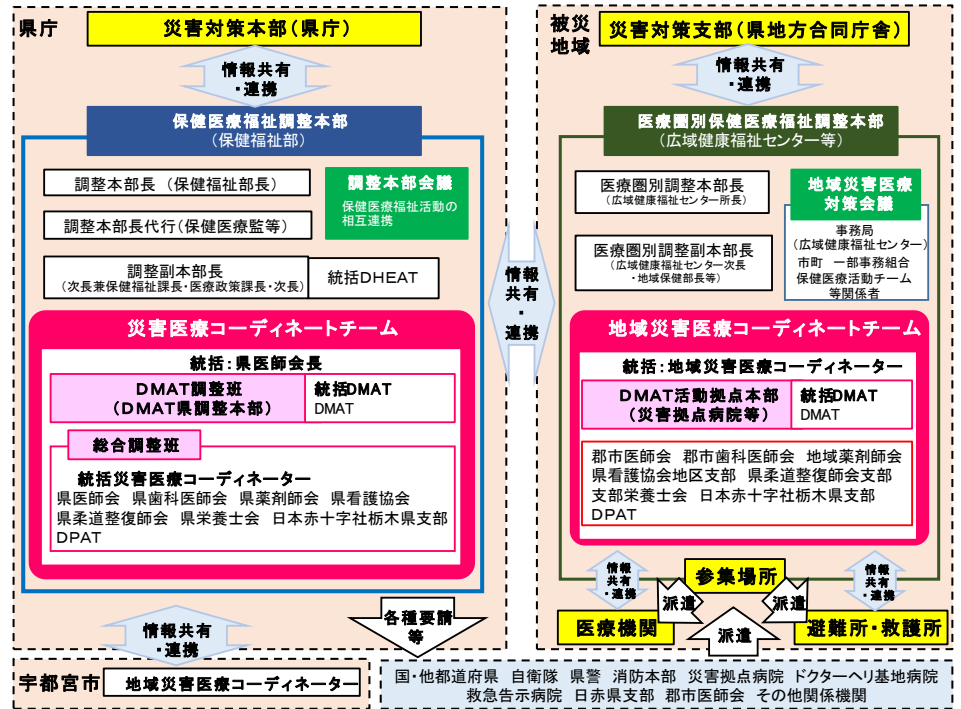 県庁
災害対策本部(県庁)
情報共有
・連携
保健医療福祉調整本部
(保健福祉部)
調整本部長 (保健福祉部長)
調整本部長代行(保健医療監等)
調整本部会議
保健医療福祉活動の
相互連携
調整副本部長
(次長兼保健福祉課長・医療政策課長・次長)
統括DHEAT
災害医療コーディネートチーム
統括:県医師会長
DMAT調整班
(DMAT県調整本部)
統括DMAT
DMAT
総合調整班
統括災害医療コーディネーター
県医師会 県歯科医師会 県薬剤師会 県看護協会
県柔道整復師会 県栄養士会 日本赤十字社栃木県支部
DPAT
情報共有
・連携
各種要請
等
宇都宮市
地域災害医療コーディネーター
情報
共有
・
連携
被災
地域
災害対策支部(県地方合同庁舎)
情報共有
・連携
医療圏別保健医療福祉調整本部
(広域健康福祉センター等)
医療圏別調整本部長
(広域健康福祉センター所長)
医療圏別調整副本部長
(広域健康福祉センター次長
・地域保健部長等)
地域災害医療
対策会議
事務局
(広域健康福祉センター)
市町 一部事務組合
保健医療活動チーム
等関係者
地域災害医療コーディネートチーム
統括:地域災害医療コーディネーター
DMAT活動拠点本部
(災害拠点病院等)
統括DMAT
DMAT
郡市医師会 郡市歯科医師会 地域薬剤師会
県看護協会地区支部 県柔道整復師会支部
支部栄養士会 日本赤十字社栃木県支部
DPAT
情報
共有
・連携
参集場所
情報
共有
・連携
派遣
派遣
医療機関
派遣
避難所・救護所
国・他都道府県 自衛隊 県警 消防本部 災害拠点病院 ドクターヘリ基地病院
救急告示病院 日赤県支部 郡市医師会 その他関係機関